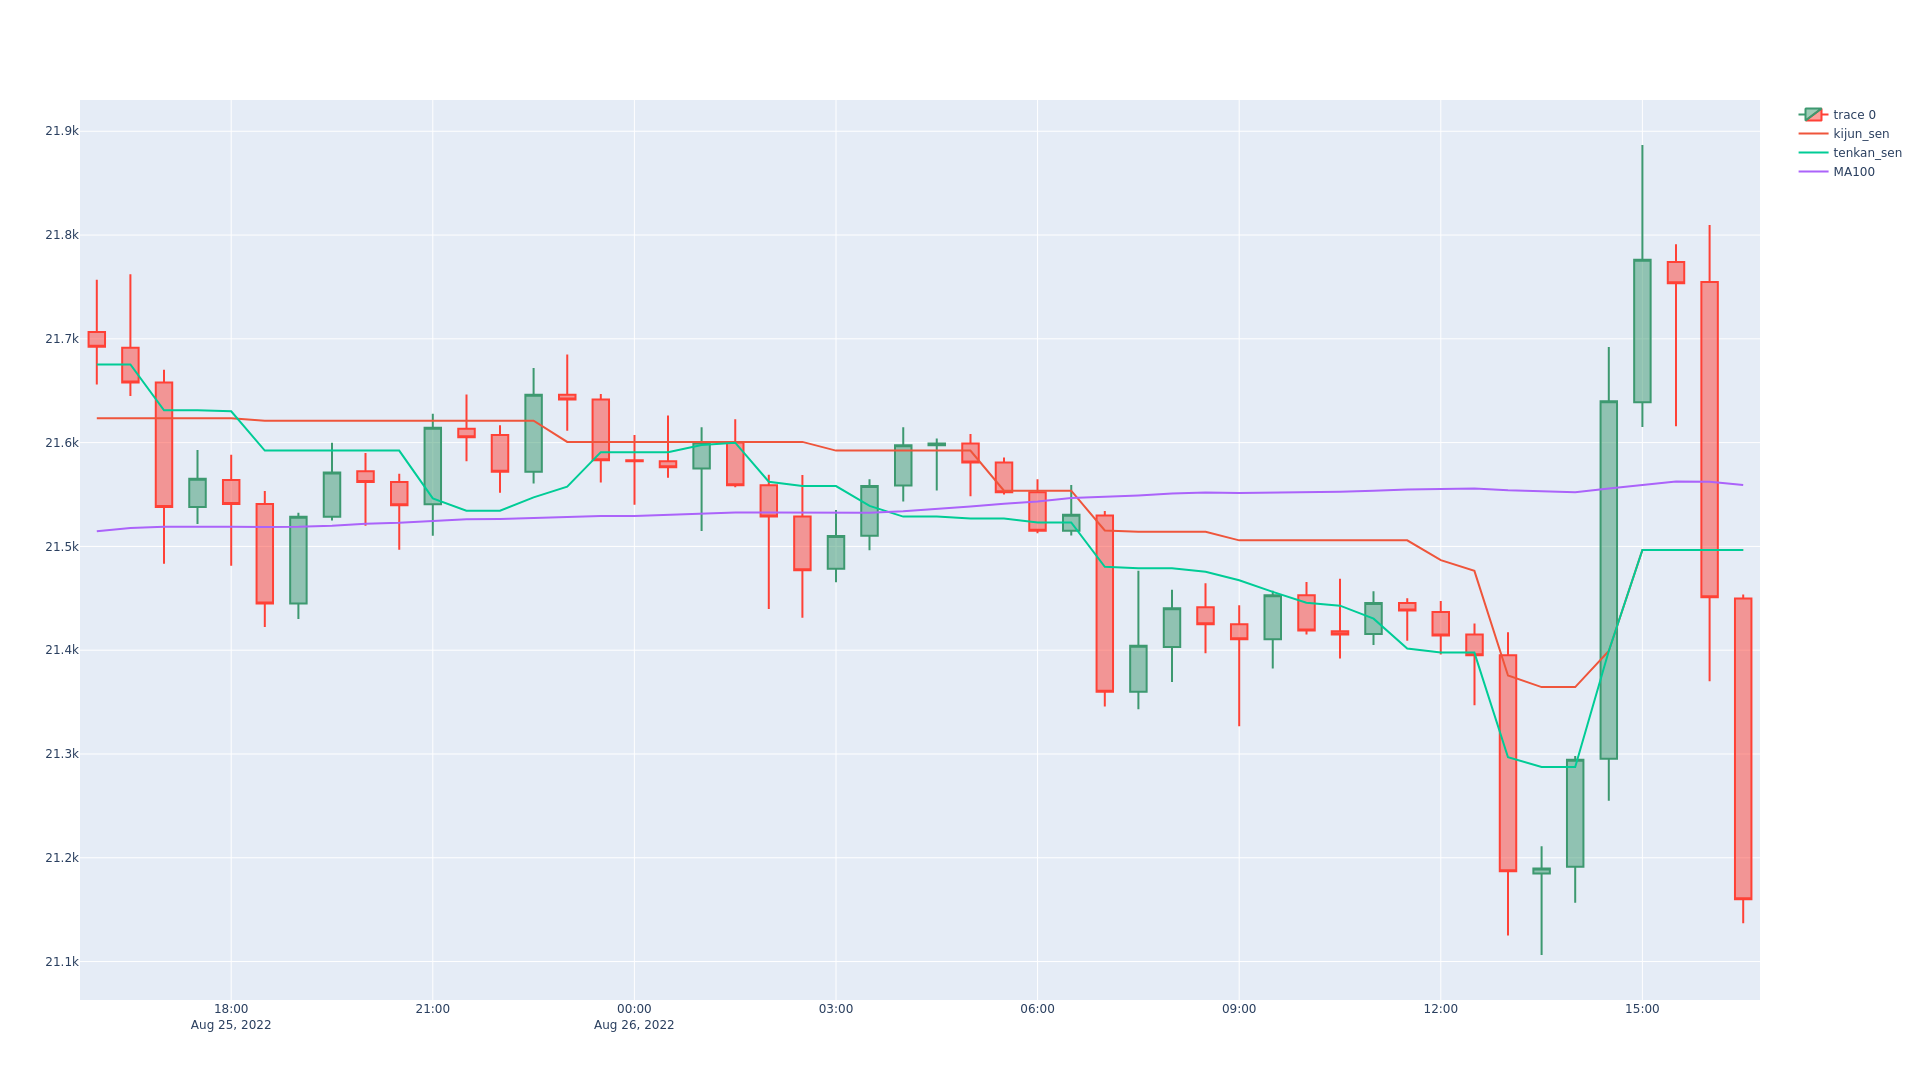 trace 0
kijun_sen
tenkan_sen
MA100
21.9k
21.8k
21.7k
21.6k
21.5k
21.4k
21.3k
21.2k
21.1k
18:00 21:00 00:00 03:00 06:00 09:00 12:00 15:00
Aug 25, 2022 Aug 26, 2022